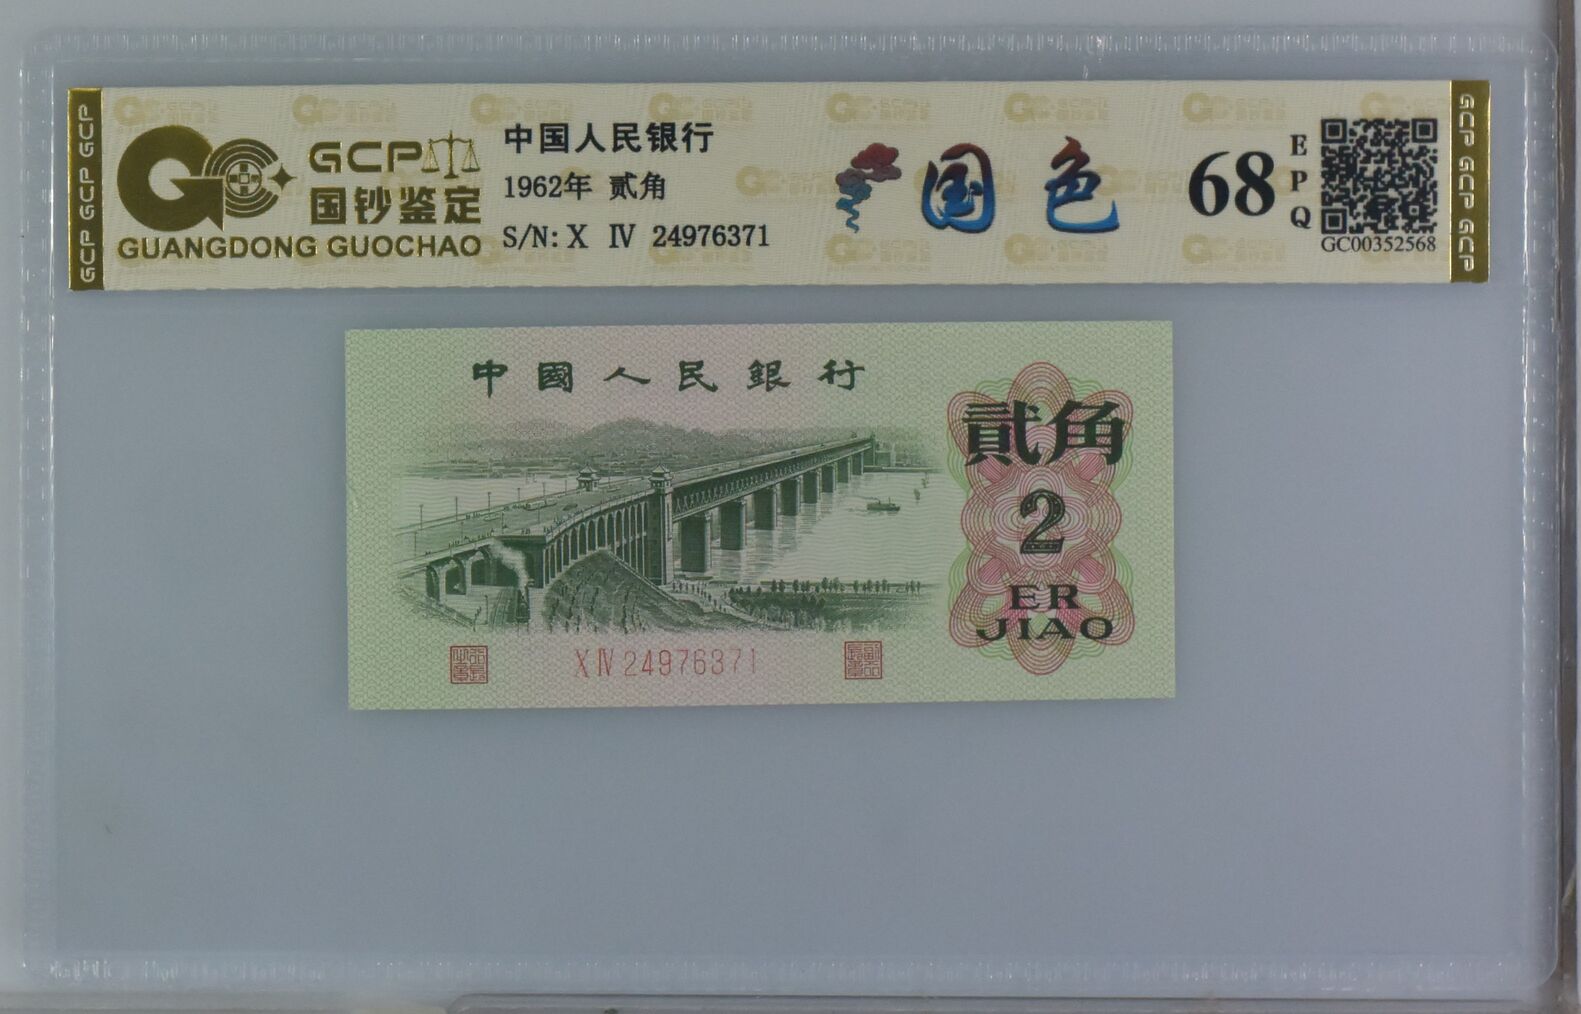 GCP GCP GCP
GCP
国钞鉴定
GUANGDONG GUOCHAO
中国人民银行
1962年 贰角
S/N: X Ⅳ 24976371
国色
68
EPQ
GC00352568
GCP GCP GCP
中國人民銀行
貳角
2
ER
JIAO
X Ⅳ 24976371